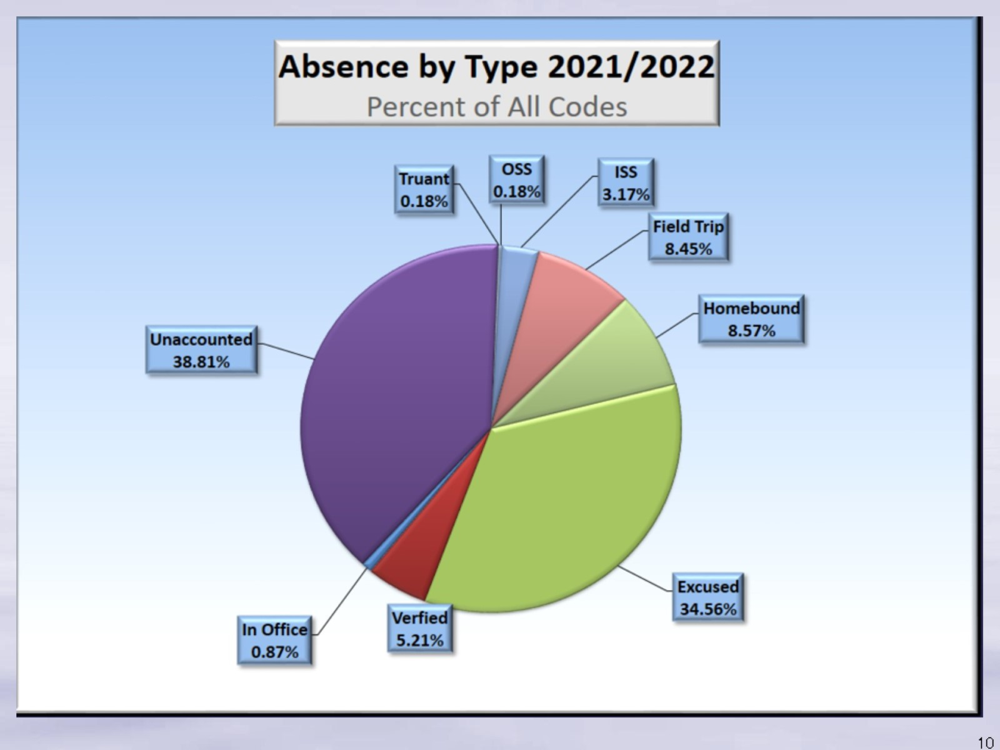 Absence by Type 2021/2022
Percent of All Codes
Truant
0.18%
OSS
0.18%
ISS
3.17%
Field Trip
8.45%
Homebound
8.57%
Unaccounted
38.81%
Excused
34.56%
Verfied
5.21%
In Office
0.87%
10